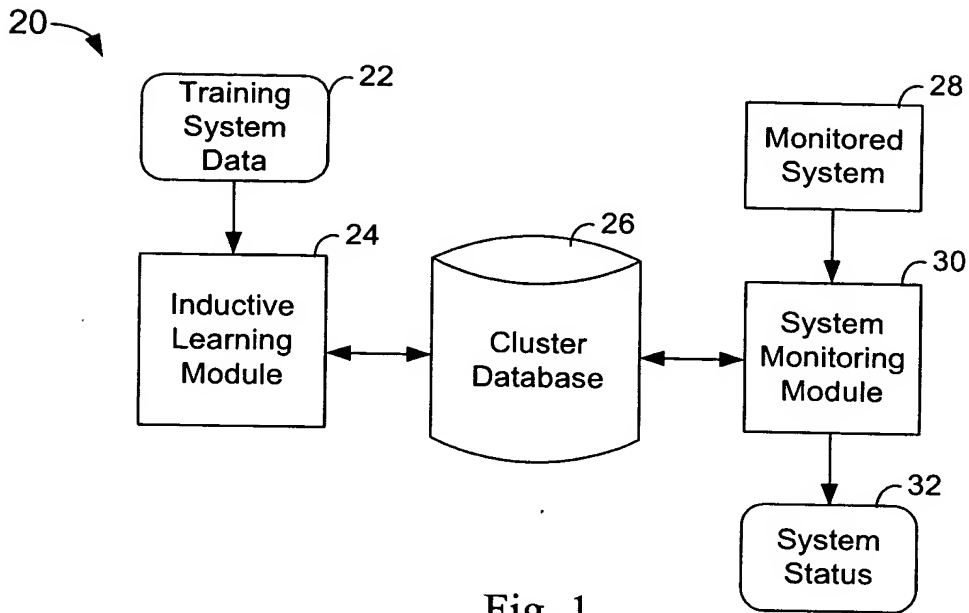 20
Training
System
Data
22
Inductive
Learning
Module
24
Cluster
Database
26
Monitored
System
28
System
Monitoring
Module
30
System
Status
32
Fig. 1